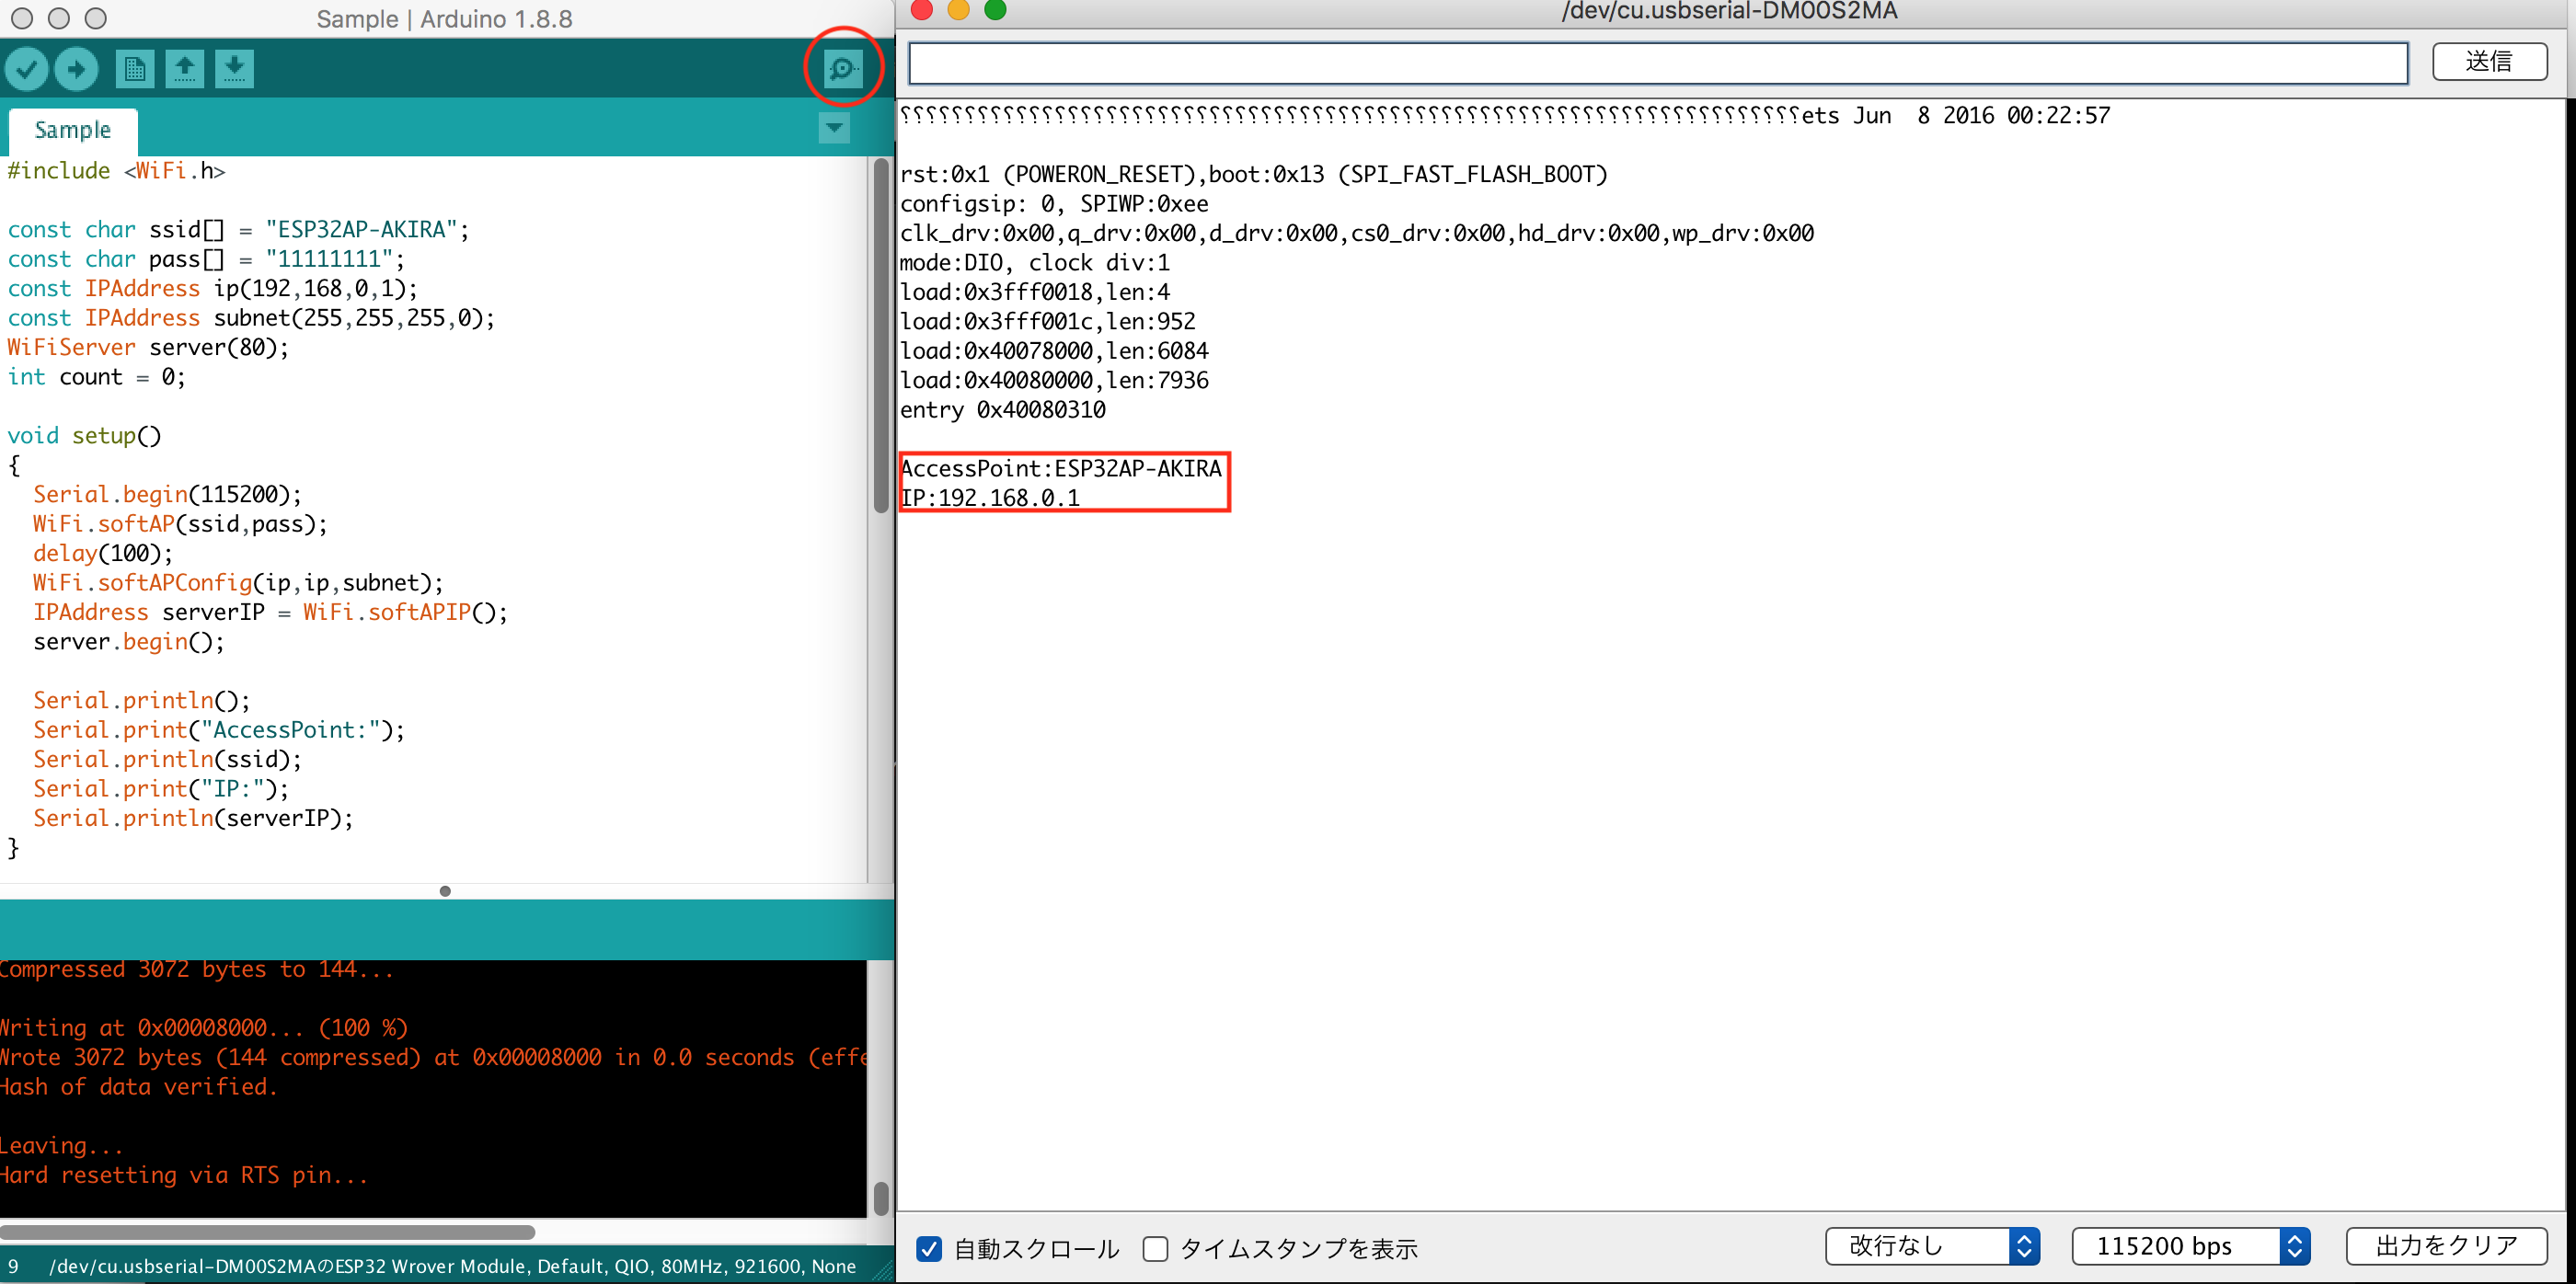 Sample | Arduino 1.8.8
Sample
#include <WiFi.h>
const char ssid[] = "ESP32AP-AKIRA";
const char pass[] = "11111111";
const IPAddress ip(192,168,0,1);
const IPAddress subnet(255,255,255,0);
WiFiServer server(80);
int count = 0;
void setup()
{
Serial.begin(115200);
WiFi.softAP(ssid,pass);
delay(100);
WiFi.softAPConfig(ip,ip,subnet);
IPAddress serverIP = WiFi.softAPIP();
server.begin();
Serial.println();
Serial.print("AccessPoint:");
Serial.println(ssid);
Serial.print("IP:");
Serial.println(serverIP);
}
Compressed 3072 bytes to 144...
Writing at 0x00008000... (100 %)
Wrote 3072 bytes (144 compressed) at 0x00008000 in 0.0 seconds (effe
Hash of data verified.
Leaving...
Hard resetting via RTS pin...
9 /dev/cu.usbserial-DM00S2MAのESP32 Wrover Module, Default, QIO, 80MHz, 921600, None
/dev/cu.usbserial-DM00S2MA
送信
ets Jun  8 2016 00:22:57
rst:0x1 (POWERON_RESET),boot:0x13 (SPI_FAST_FLASH_BOOT)
configsip: 0, SPIWP:0xee
clk_drv:0x00,q_drv:0x00,d_drv:0x00,cs0_drv:0x00,hd_drv:0x00,wp_drv:0x00
mode:DIO, clock div:1
load:0x3fff0018,len:4
load:0x3fff001c,len:952
load:0x40078000,len:6084
load:0x40080000,len:7936
entry 0x40080310
AccessPoint:ESP32AP-AKIRA
IP:192.168.0.1
自動スクロール タイムスタンプを表示 改行なし 115200 bps 出力をクリア